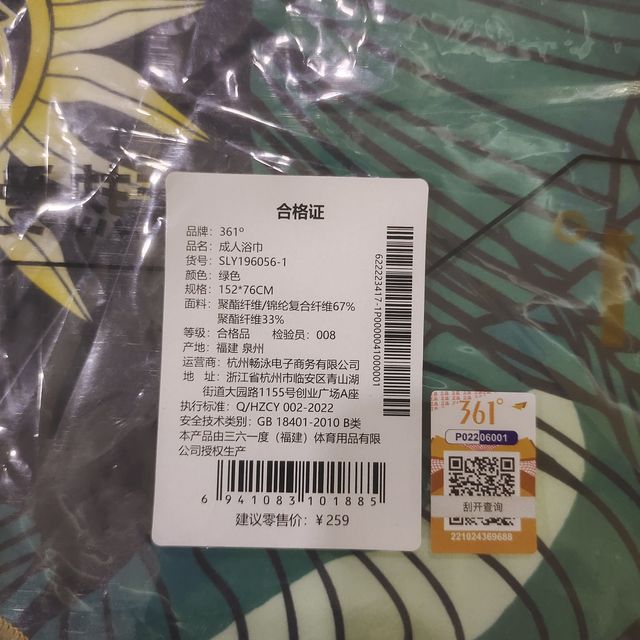 合格证
品牌：361°
品名：成人浴巾
货号：SLY196056-1
颜色：绿色
规格：152*76CM
面料：聚酯纤维/锦纶复合纤维67%
聚酯纤维33%
等级：合格品 检验员：008
产地：福建 泉州
运营商：杭州畅泳电子商务有限公司
地 址：浙江省杭州市临安区青山湖
街道大园路1155号创业广场A座
执行标准：Q/HZCY 002-2022
安全技术类别：GB 18401-2010 B类
本产品由三六一度（福建）体育用品有限
公司授权生产
6 941083 101885
建议零售价：￥259
622223417-1P0000041000001
361°
P02206001
刮开查询
221024369688